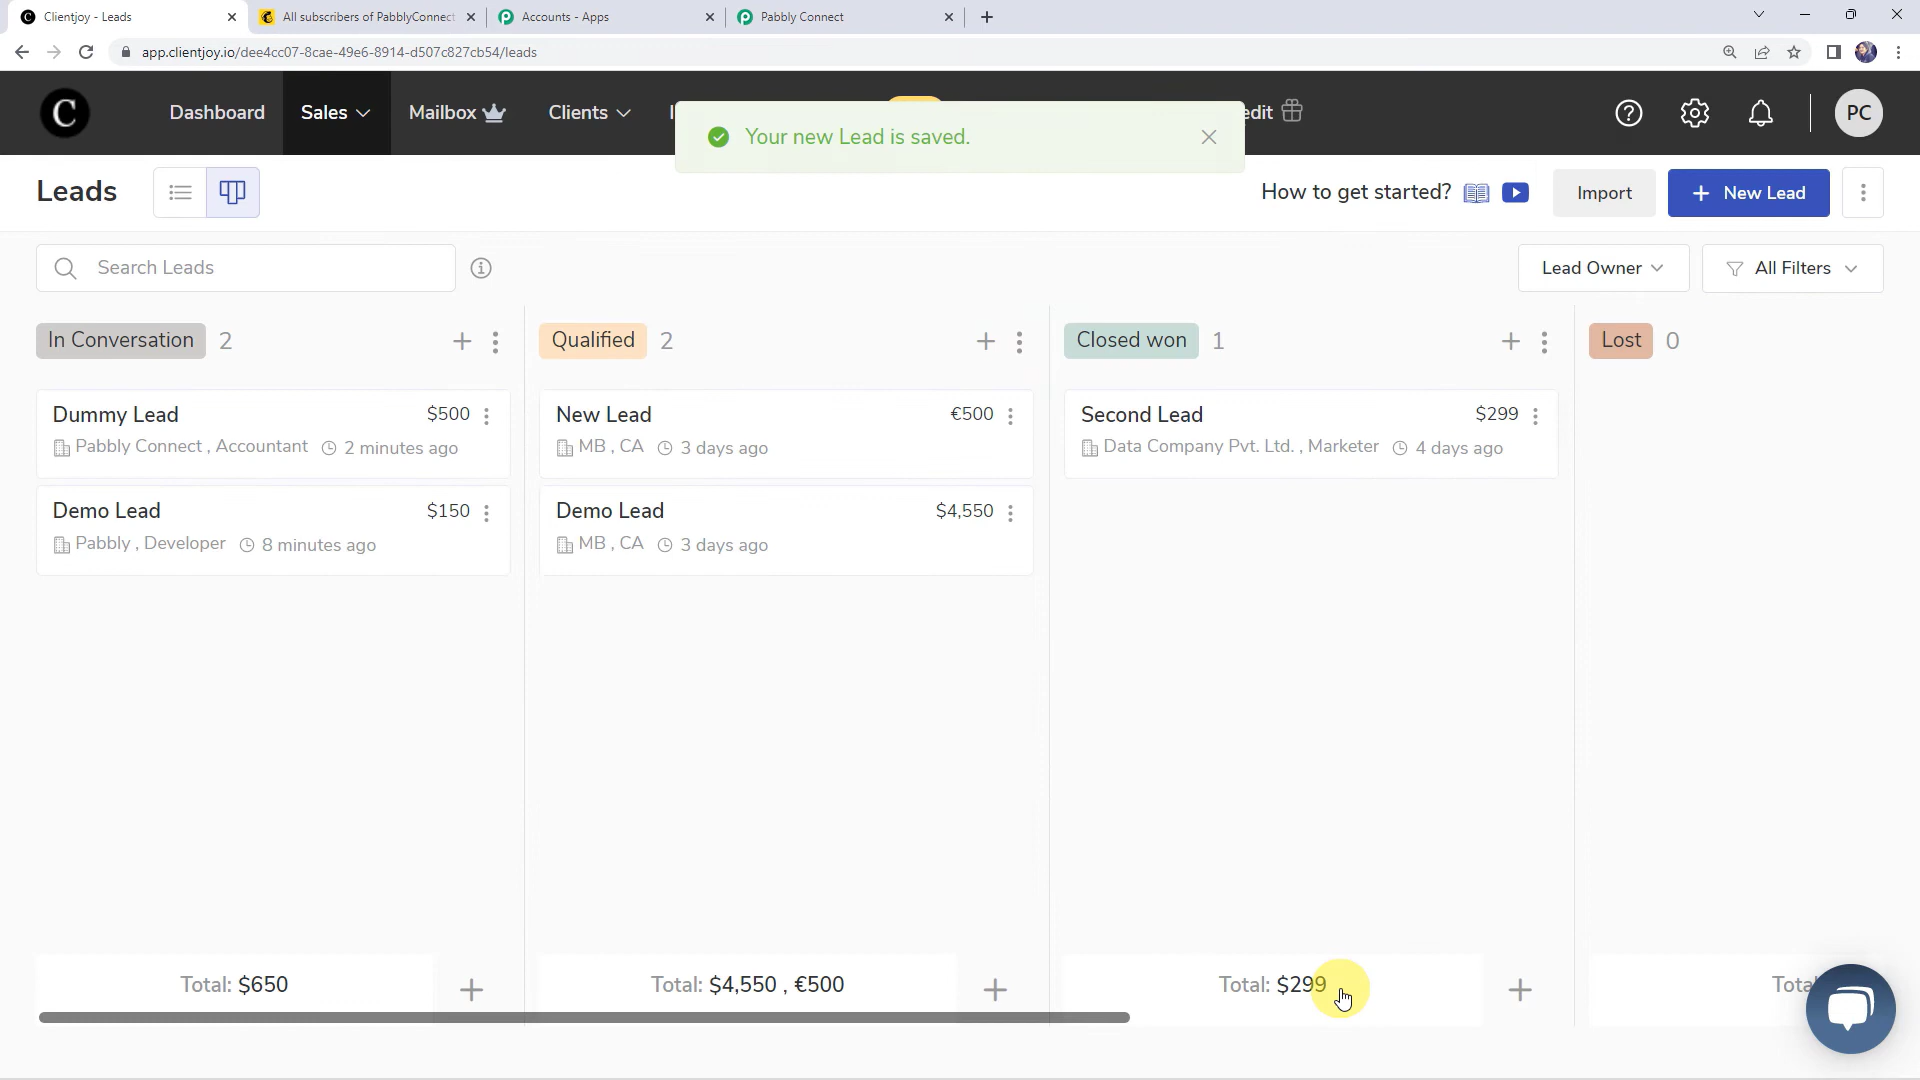 Clientjoy - Leads
All subscribers of PabblyConnect
Accounts - Apps
Pabbly Connect
app.clientjoy.io/dee4cc07-8cae-49e6-8914-d507c827cb54/leads
C
Dashboard
Sales
Mailbox
Clients
edit
PC
Your new Lead is saved.
Leads
How to get started?
Import
+ New Lead
Search Leads
Lead Owner
All Filters
In Conversation 2
Qualified 2
Closed won 1
Lost 0
Dummy Lead $500
Pabbly Connect , Accountant 2 minutes ago
Demo Lead $150
Pabbly , Developer 8 minutes ago
New Lead €500
MB , CA 3 days ago
Demo Lead $4,550
MB , CA 3 days ago
Second Lead $299
Data Company Pvt. Ltd. , Marketer 4 days ago
Total: $650
Total: $4,550 , €500
Total: $299
Tota